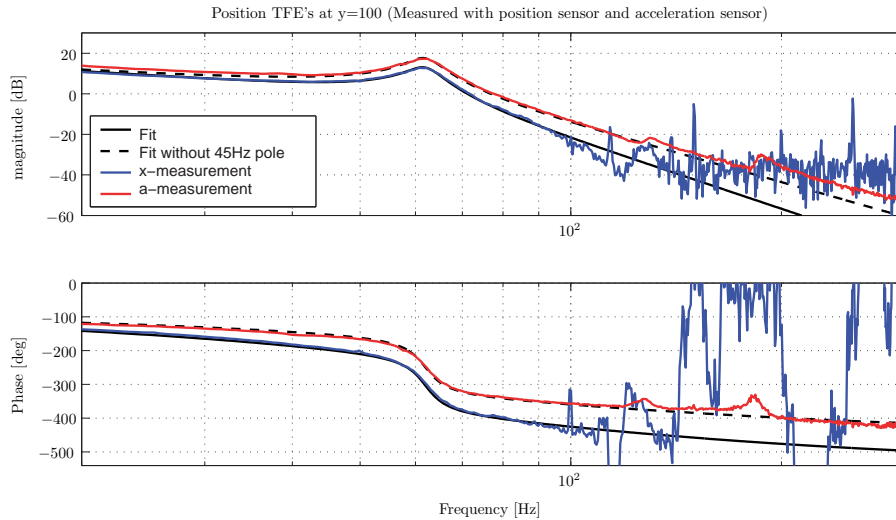 Position TFE's at y=100 (Measured with position sensor and acceleration sensor)
magnitude [dB]
20
0
−20
−40
−60
Fit
Fit without 45Hz pole
x−measurement
a−measurement
10²
Phase [deg]
0
−100
−200
−300
−400
−500
10²
Frequency [Hz]